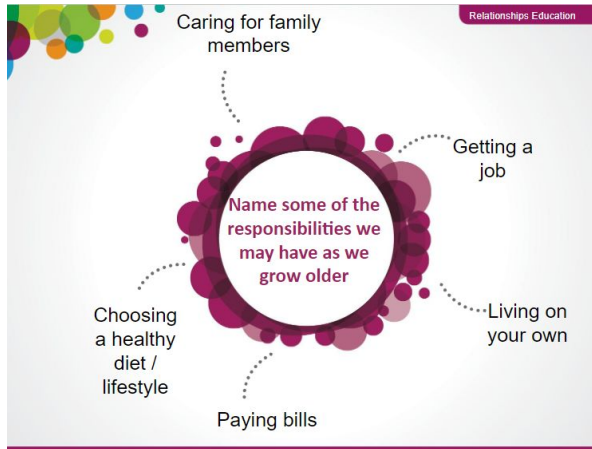 Relationships Education
Caring for family
members
Getting a
job
Name some of the
responsibilities we
may have as we
grow older
Living on
your own
Choosing
a healthy
diet /
lifestyle
Paying bills